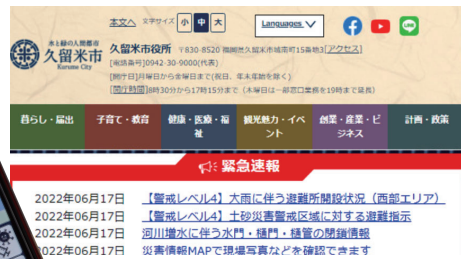 本文へ 文字サイズ 小 中 大 Languages
水と緑の人間都市
久留米市
Kurume City
久留米市役所 〒830-8520 福岡県久留米市城南町15番地3[アクセス]
[電話番号]0942-30-9000(代表)
[開庁日]月曜日から金曜日まで(祝日、年末年始を除く)
[開庁時間]8時30分から17時15分まで(木曜日は一部窓口業務を19時まで延長)
暮らし・届出 子育て・教育 健康・医療・福祉 観光魅力・イベント 創業・産業・ビジネス 計画・政策
緊急速報
2022年06月17日 【警戒レベル4】大雨に伴う避難所開設状況(西部エリア)
2022年06月17日 【警戒レベル4】土砂災害警戒区域に対する避難指示
2022年06月17日 河川増水に伴う水門・樋門・樋管の閉鎖情報
2022年06月17日 災害情報MAPで現場写真などを確認できます